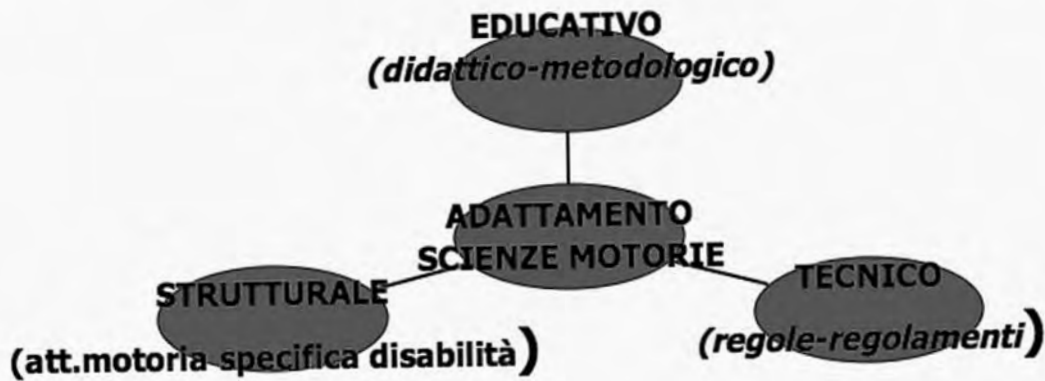 EDUCATIVO
(didattico-metodologico)
ADATTAMENTO
SCIENZE MOTORIE
STRUTTURALE
(att.motoria specifica disabilità)
TECNICO
(regole-regolamenti)